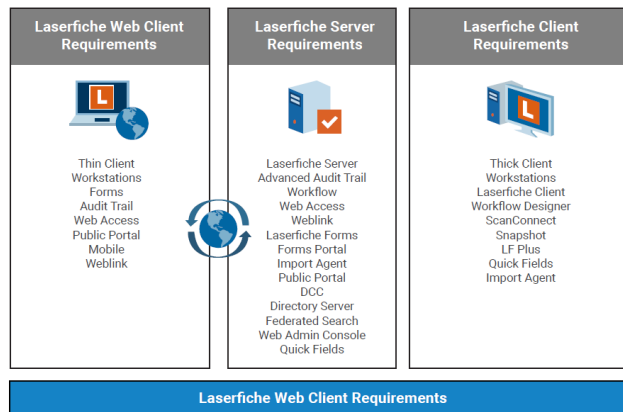 Laserfiche Web Client
Requirements
L
Thin Client
Workstations
Forms
Audit Trail
Web Access
Public Portal
Mobile
Weblink
Laserfiche Server
Requirements
Laserfiche Server
Advanced Audit Trail
Workflow
Web Access
Weblink
Laserfiche Forms
Forms Portal
Import Agent
Public Portal
DCC
Directory Server
Federated Search
Web Admin Console
Quick Fields
Laserfiche Client
Requirements
L
Thick Client
Workstations
Laserfiche Client
Workflow Designer
ScanConnect
Snapshot
LF Plus
Quick Fields
Import Agent
Laserfiche Web Client Requirements